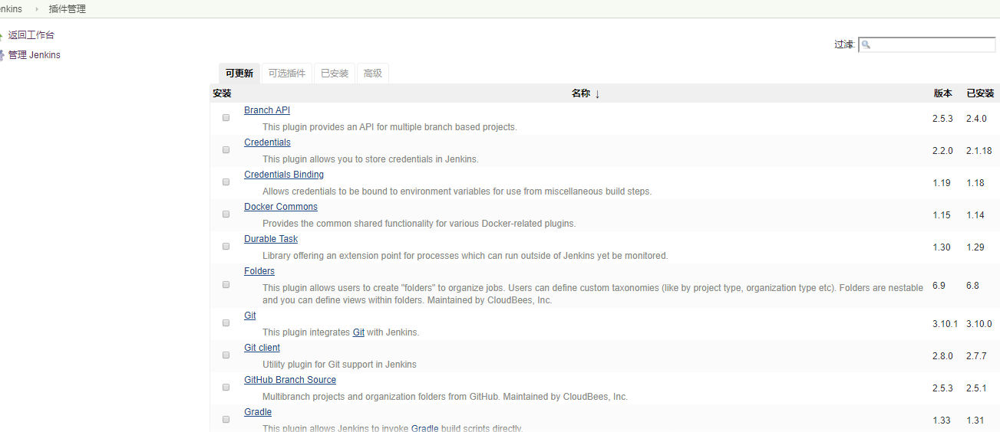 enkins 插件管理
返回工作台
管理 Jenkins
过滤:
可更新 可选插件 已安装 高级
安装 名称 ↓ 版本 已安装
Branch API
This plugin provides an API for multiple branch based projects.
2.5.3 2.4.0
Credentials
This plugin allows you to store credentials in Jenkins.
2.2.0 2.1.18
Credentials Binding
Allows credentials to be bound to environment variables for use from miscellaneous build steps.
1.19 1.18
Docker Commons
Provides the common shared functionality for various Docker-related plugins.
1.15 1.14
Durable Task
Library offering an extension point for processes which can run outside of Jenkins yet be monitored.
1.30 1.29
Folders
This plugin allows users to create "folders" to organize jobs. Users can define custom taxonomies (like by project type, organization type etc). Folders are nestable
and you can define views within folders. Maintained by CloudBees, Inc.
6.9 6.8
Git
This plugin integrates Git with Jenkins.
3.10.1 3.10.0
Git client
Utility plugin for Git support in Jenkins
2.8.0 2.7.7
GitHub Branch Source
Multibranch projects and organization folders from GitHub. Maintained by CloudBees, Inc.
2.5.3 2.5.1
Gradle
This plugin allows Jenkins to invoke Gradle build scripts directly.
1.33 1.31